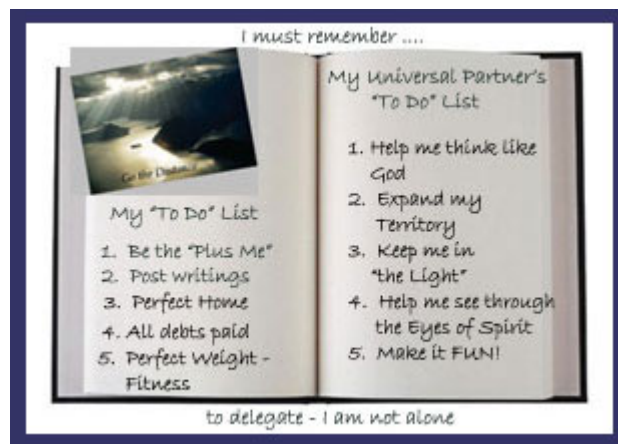 I must remember ....
Go the Distance
My "To Do" List
1. Be the "Plus Me"
2. Post writings
3. Perfect Home
4. All debts paid
5. Perfect Weight -
Fitness
My Universal Partner's
"To Do" List
1. Help me think like
God
2. Expand my
Territory
3. Keep me in
"the Light"
4. Help me see through
the Eyes of Spirit
5. Make it FUN!
to delegate - I am not alone